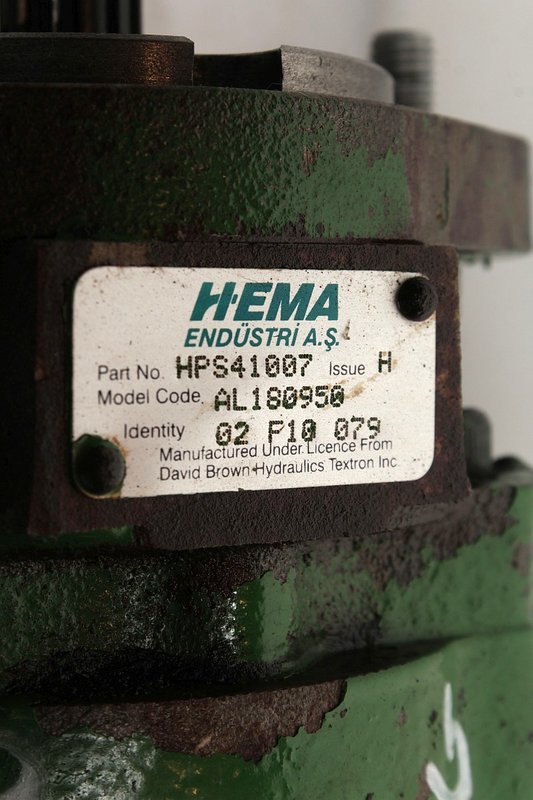 HEMA
ENDÜSTRİ A.Ş.
Part No. HPS41007 Issue H
Model Code. AL180950
Identity 02 P10 079
Manufactured Under Licence From
David Brown Hydraulics Textron Inc